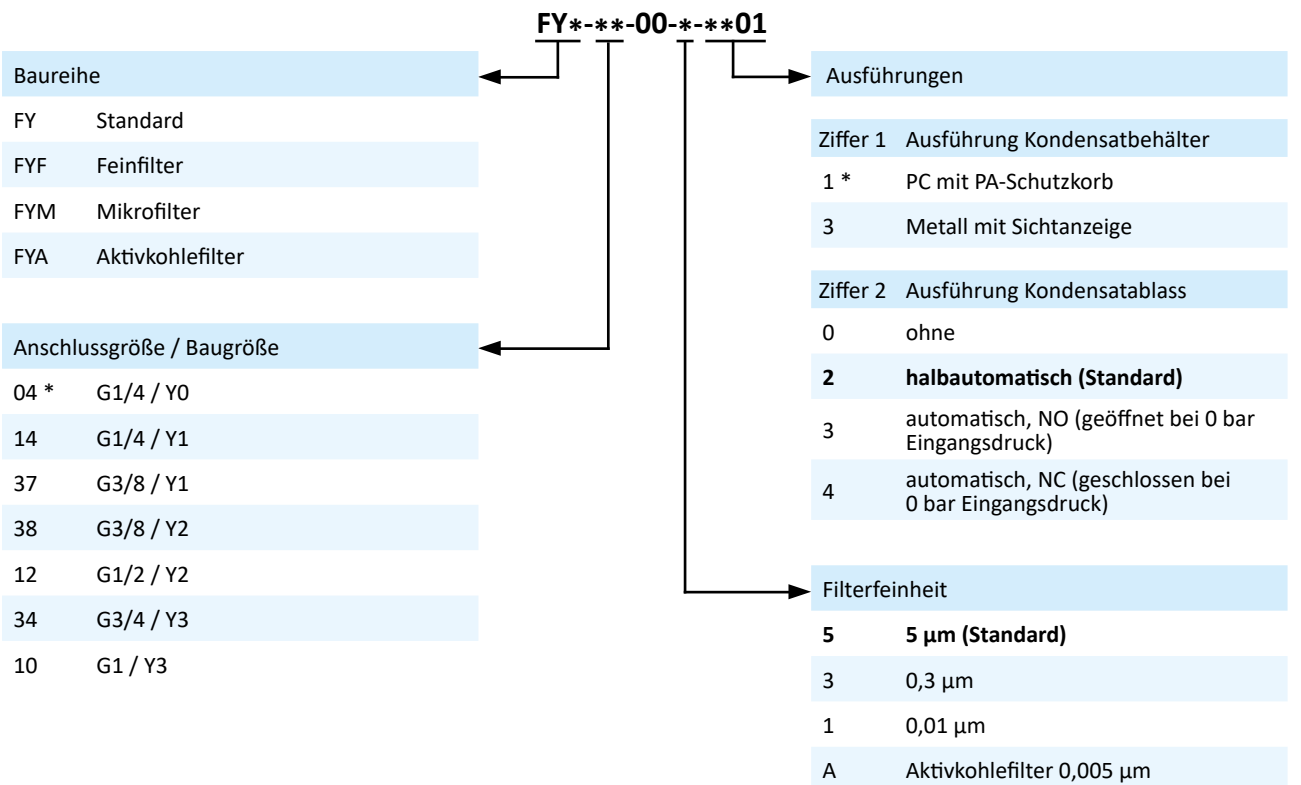 FY*-**-00-*-**01
Baureihe
FY Standard
FYF Feinfilter
FYM Mikrofilter
FYA Aktivkohlefilter
Anschlussgröße / Baugröße
04 * G1/4 / Y0
14 G1/4 / Y1
37 G3/8 / Y1
38 G3/8 / Y2
12 G1/2 / Y2
34 G3/4 / Y3
10 G1 / Y3
Ausführungen
Ziffer 1 Ausführung Kondensatbehälter
1 * PC mit PA-Schutzkorb
3 Metall mit Sichtanzeige
Ziffer 2 Ausführung Kondensatablass
0 ohne
2 halbautomatisch (Standard)
3 automatisch, NO (geöffnet bei 0 bar
Eingangsdruck)
4 automatisch, NC (geschlossen bei
0 bar Eingangsdruck)
Filterfeinheit
5 5 µm (Standard)
3 0,3 µm
1 0,01 µm
A Aktivkohlefilter 0,005 µm